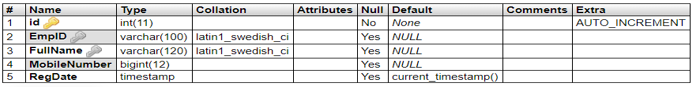 # Name Type Collation Attributes Null Default Comments Extra
1 id int(11) No None AUTO_INCREMENT
2 EmpID varchar(100) latin1_swedish_ci Yes NULL
3 FullName varchar(120) latin1_swedish_ci Yes NULL
4 MobileNumber bigint(12) Yes NULL
5 RegDate timestamp Yes current_timestamp()